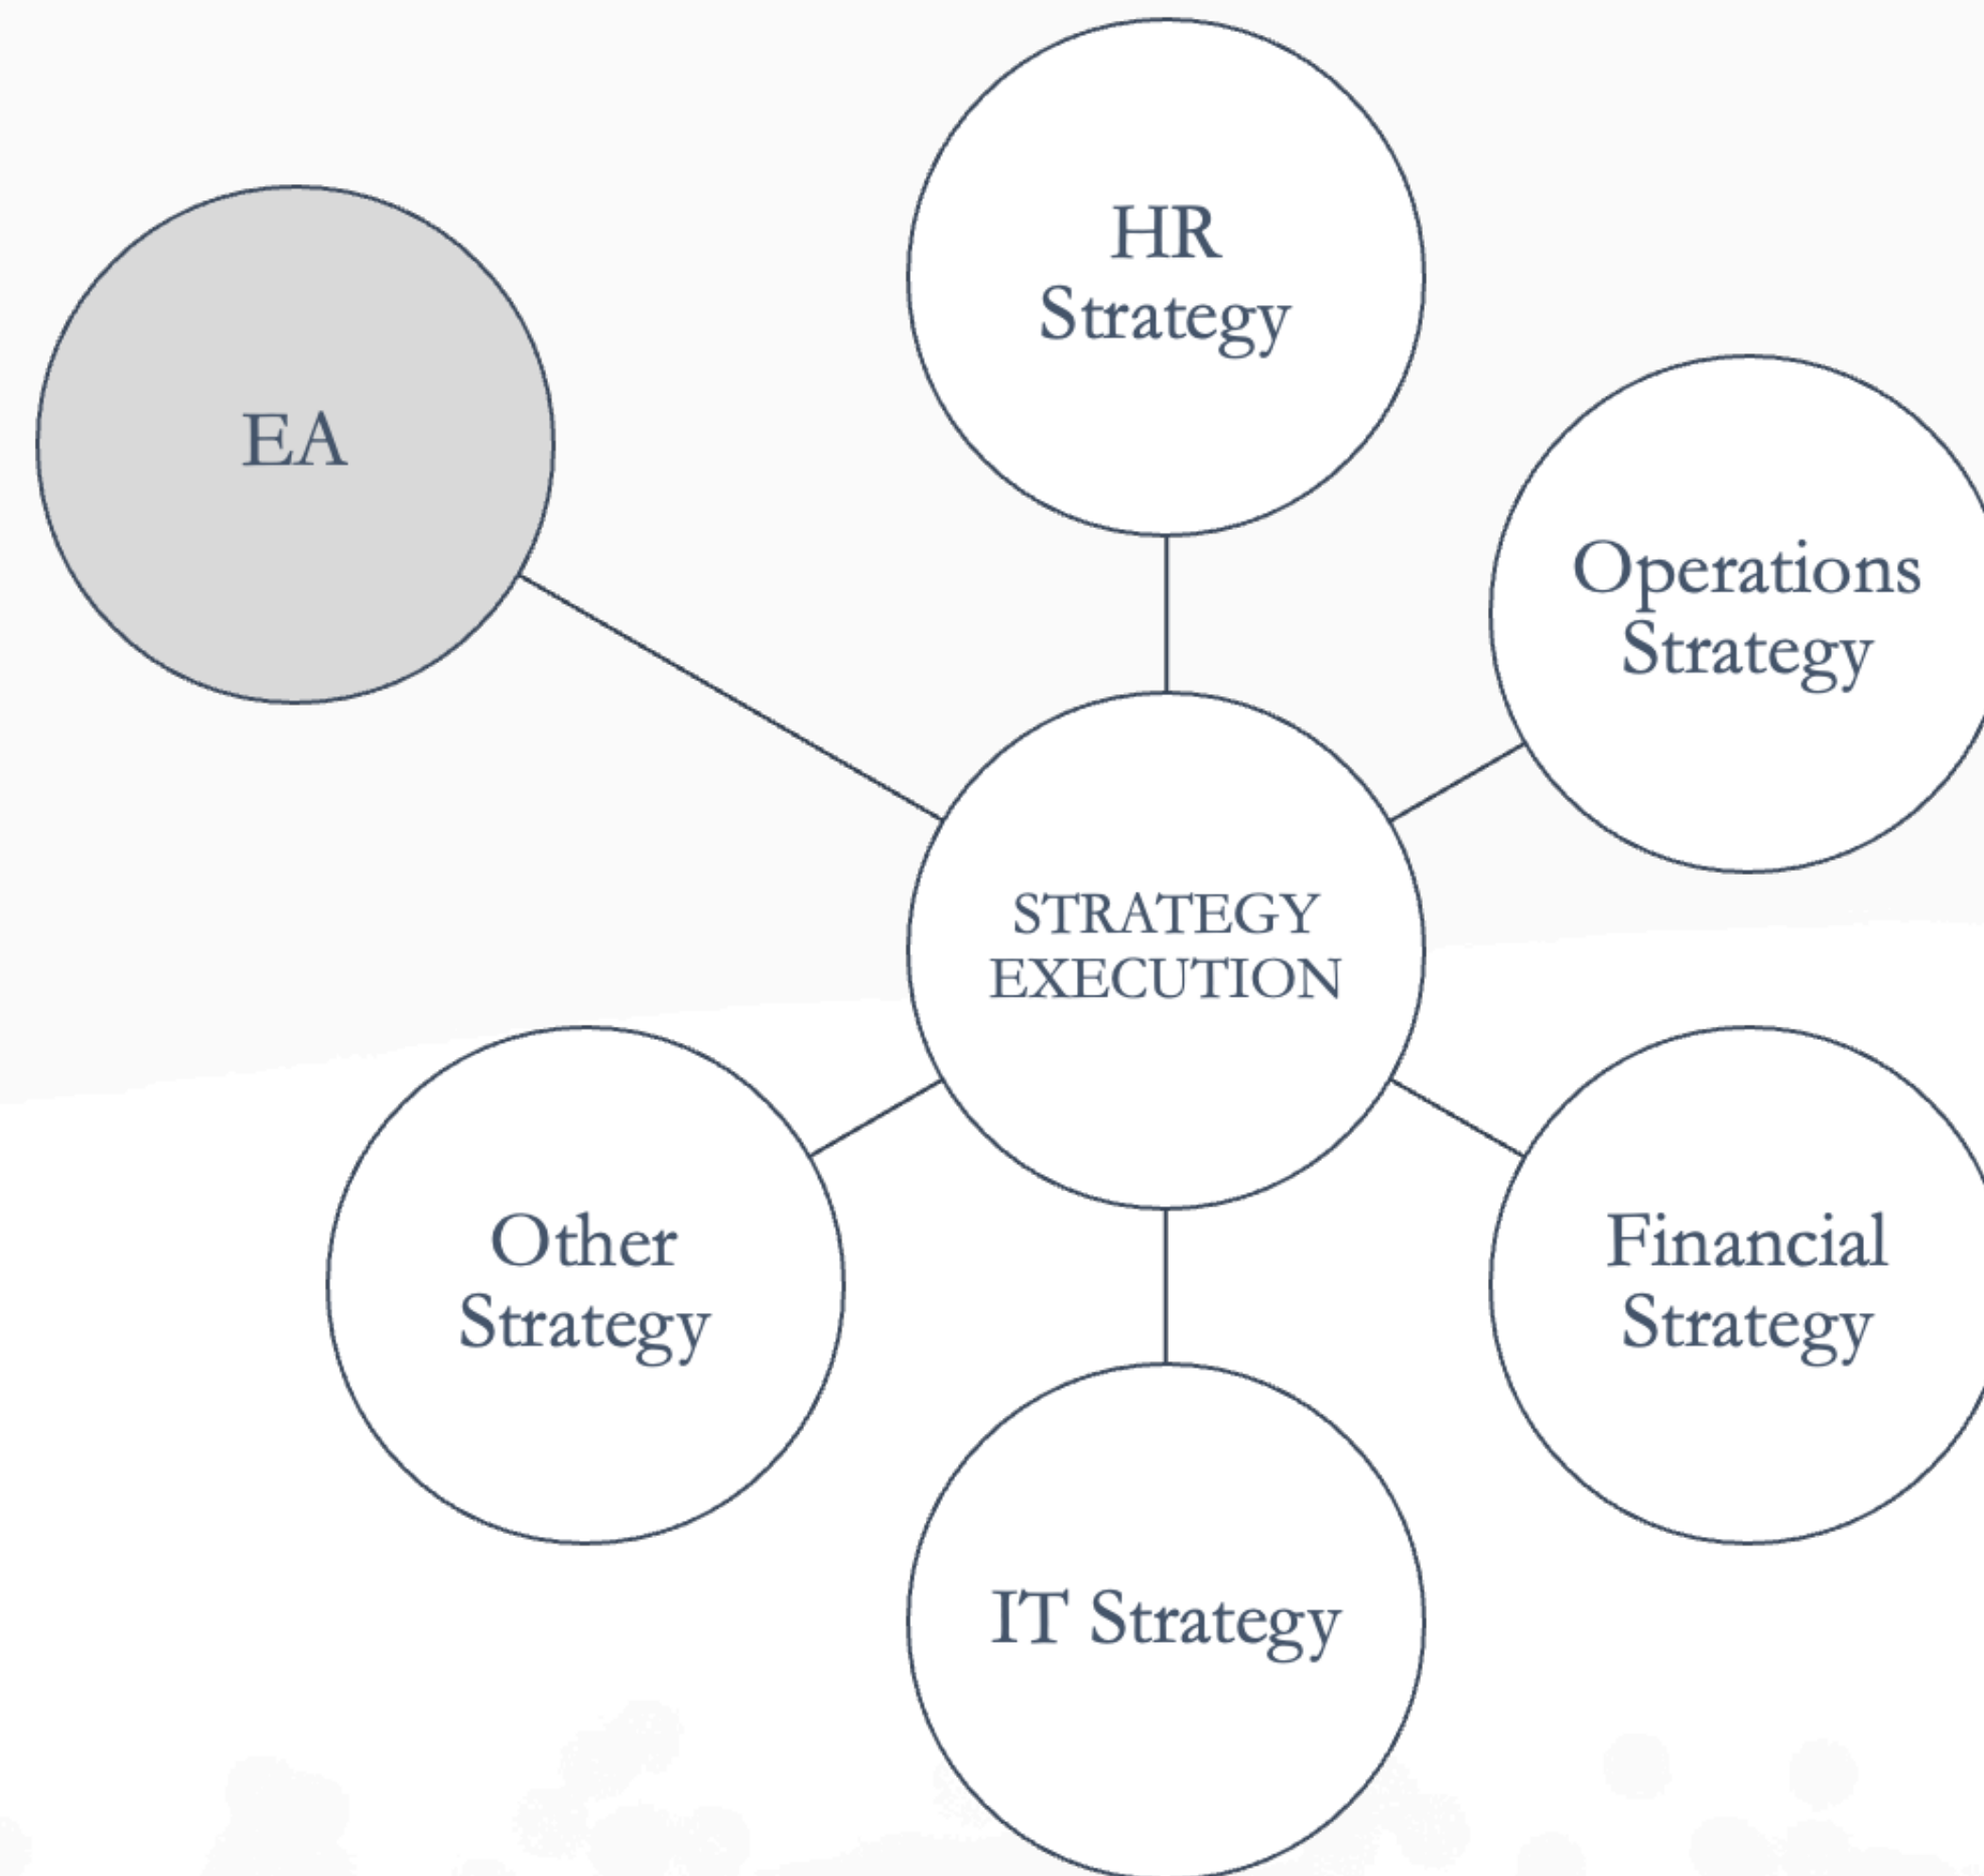 HR
Strategy
EA
Operations
Strategy
STRATEGY
EXECUTION
Other
Strategy
Financial
Strategy
IT Strategy